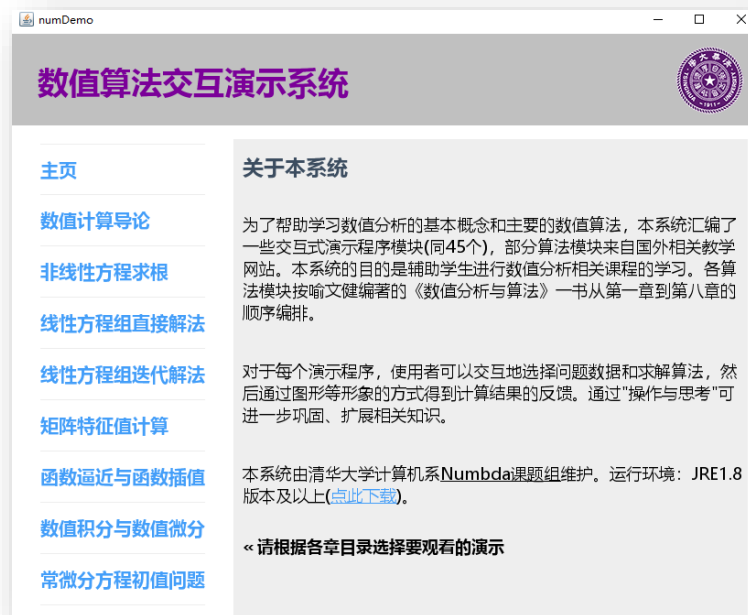 numDemo
数值算法交互演示系统
主页
数值计算导论
非线性方程求根
线性方程组直接解法
线性方程组迭代解法
矩阵特征值计算
函数逼近与函数插值
数值积分与数值微分
常微分方程初值问题
关于本系统
为了帮助学习数值分析的基本概念和主要的数值算法，本系统汇编了
一些交互式演示程序模块(同45个)，部分算法模块来自国外相关教学
网站。本系统的目的是辅助学生进行数值分析相关课程的学习。各算
法模块按喻文健编著的《数值分析与算法》一书从第一章到第八章的
顺序编排。
对于每个演示程序，使用者可以交互地选择问题数据和求解算法，然
后通过图形等形象的方式得到计算结果的反馈。通过"操作与思考"可
进一步巩固、扩展相关知识。
本系统由清华大学计算机系Numbda课题组维护。运行环境：JRE1.8
版本及以上(点此下载)。
« 请根据各章目录选择要观看的演示